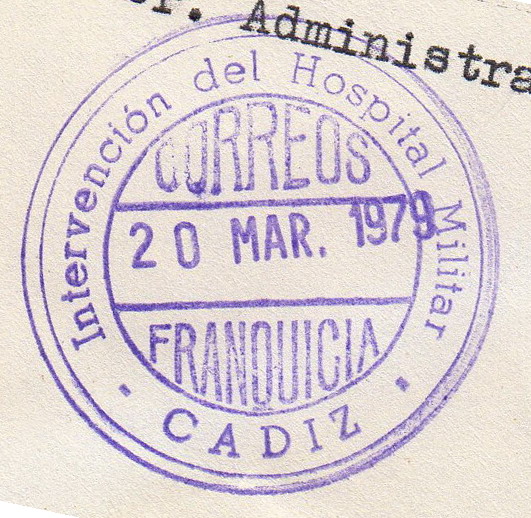 Administra
Intervención del Hospital Militar
CORREOS
20 MAR. 1979
FRANQUICIA
CADIZ